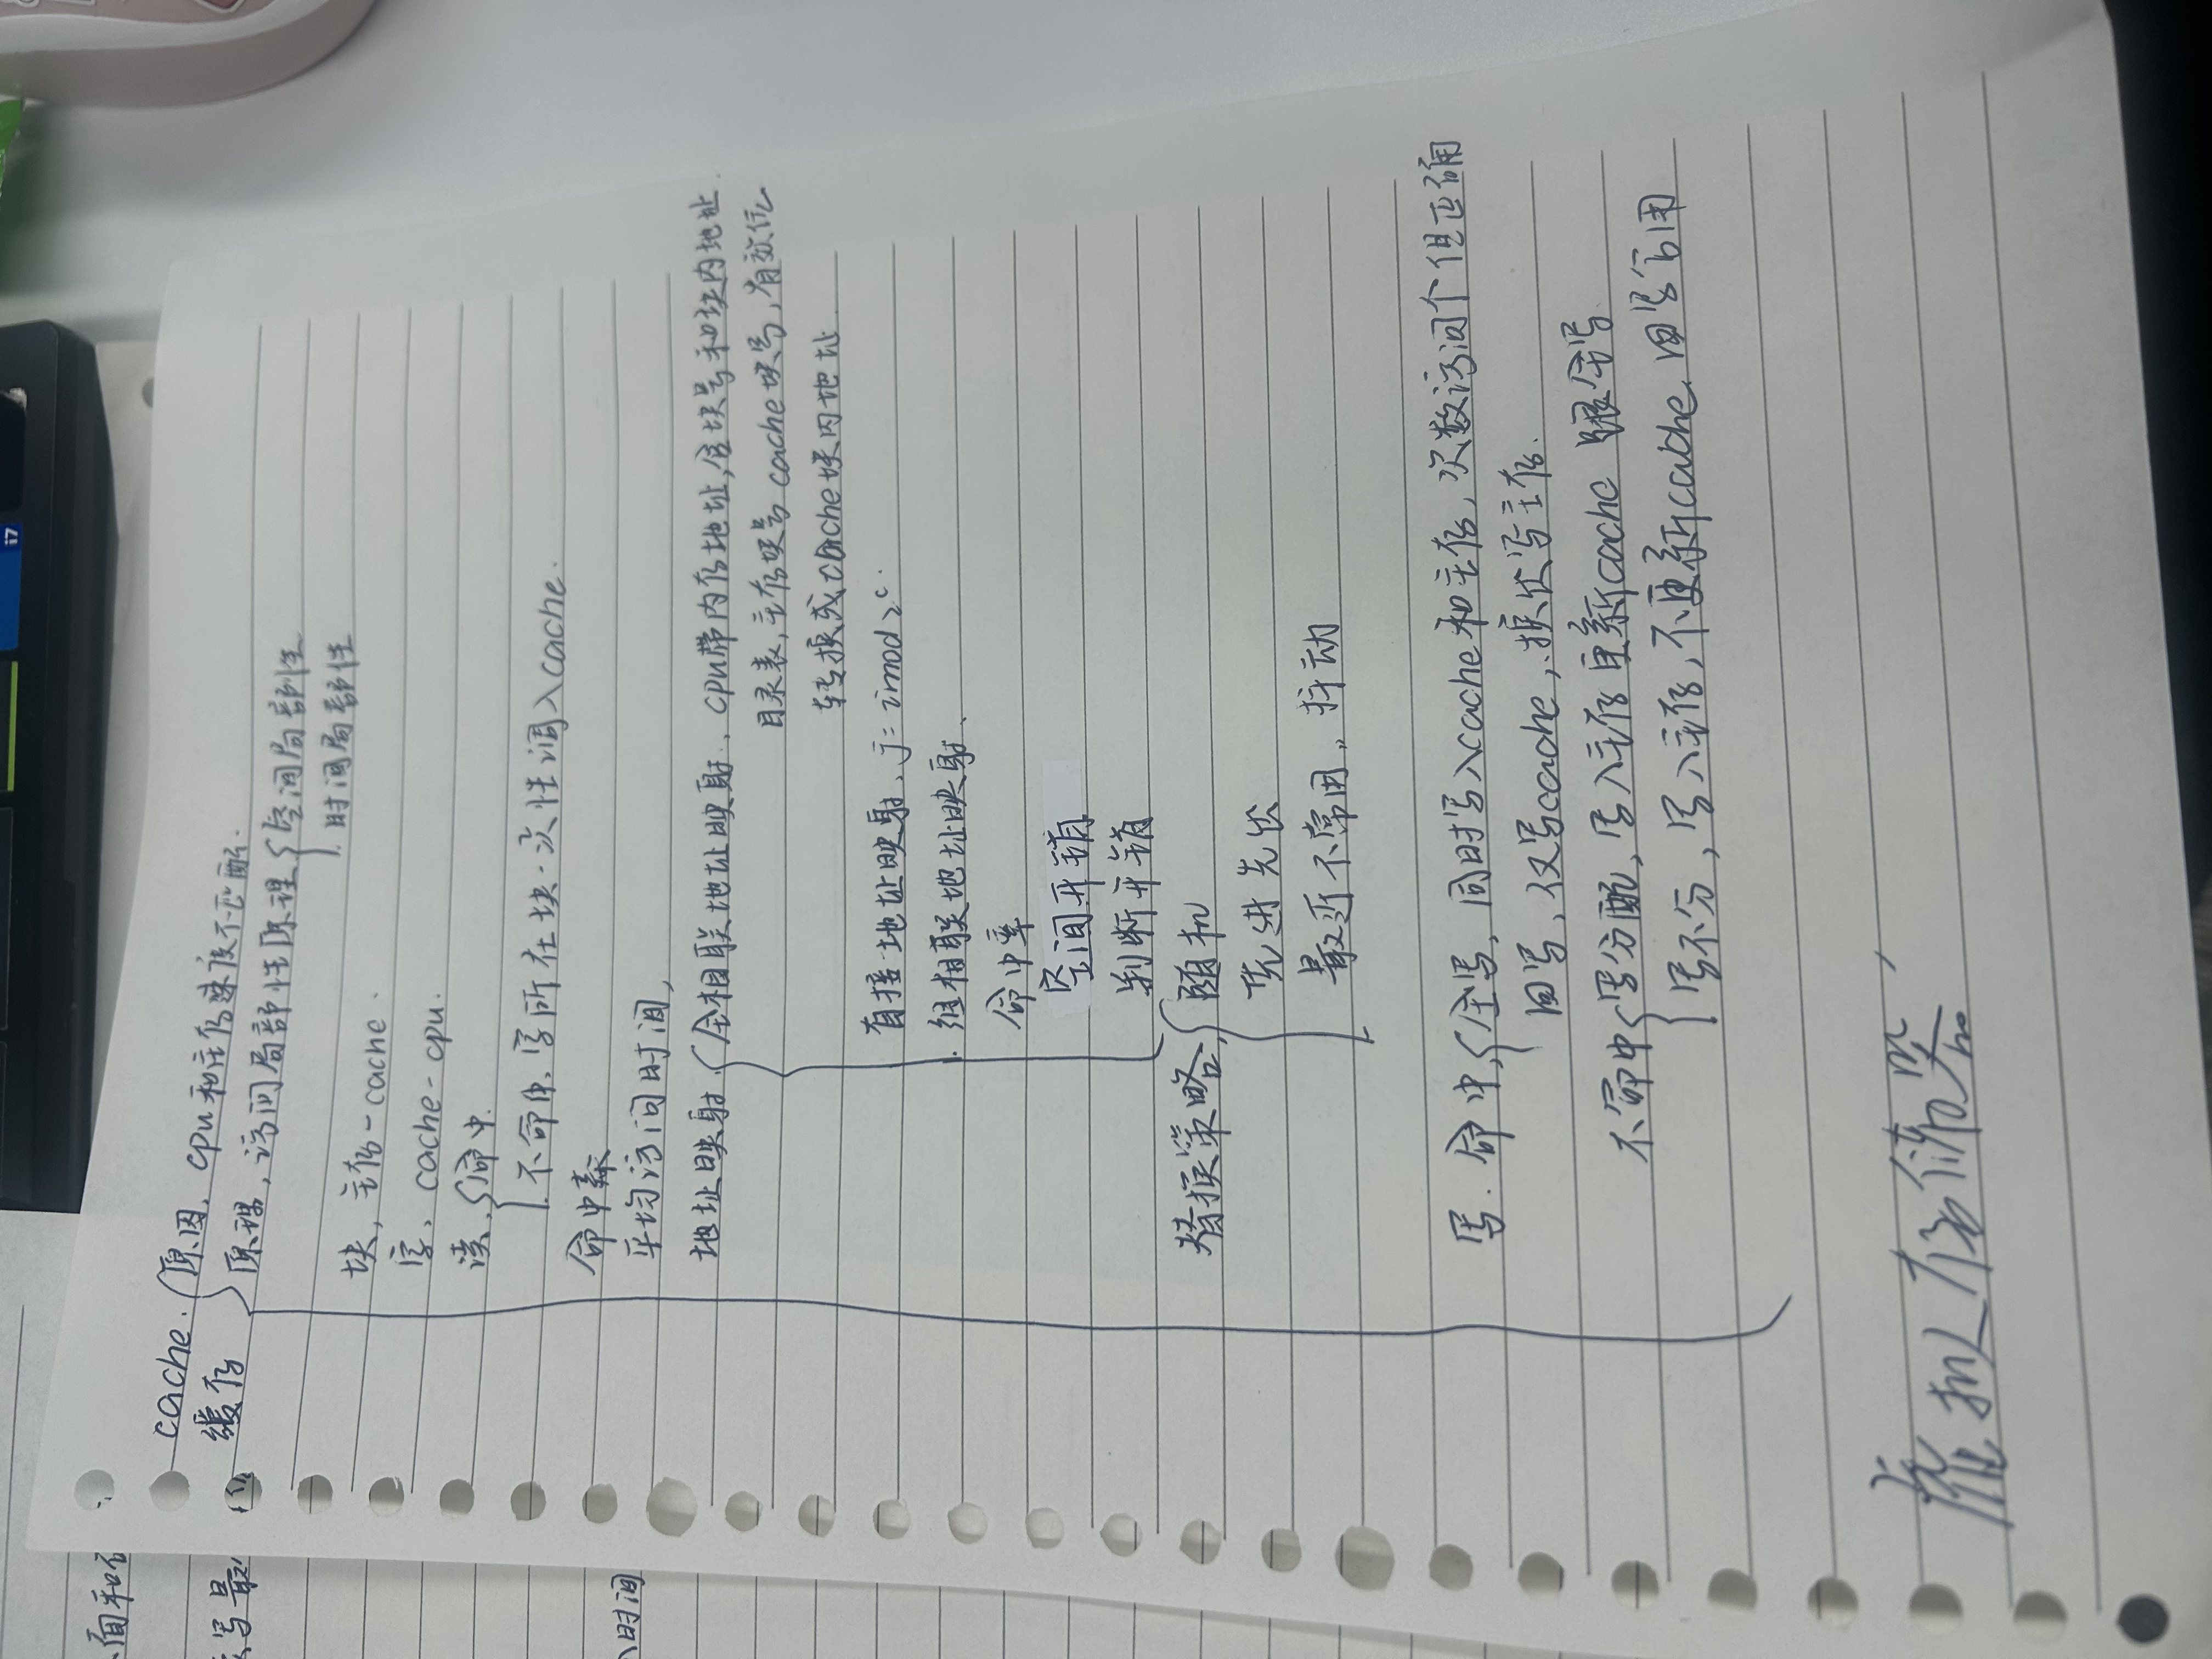 i7
面和
写最
时间
cache.
缓存
原因, cpu和主存速度不匹配.
原理, 访问局部性原理
空间局部性
时间局部性
块, 主存-cache.
字, cache-cpu.
读.
命中.
不命中, 字所在块一次性调入cache.
命中率
平均访问时间,
地址映射.
全相联地址映射. cpu带内存地址,含块号和块内地址.
目录表, 主存块号 cache块号, 有效位
转换成cache块内地址.
直接地址映射, j=imod2ᶜ.
组相联地址映射.
命中率
空间开销
判断开销
替换策略,
随机
先进先出
最近不常用, 抖动
写. 命中,
全写, 同时写入cache和主存, 次数访问个但正确
回写, 仅写cache, 换出写主存.
不命中
写分配, 写入主存更新cache 跟全写
写不分, 写入主存, 不更新cache. 回写合用
虚拟存储器